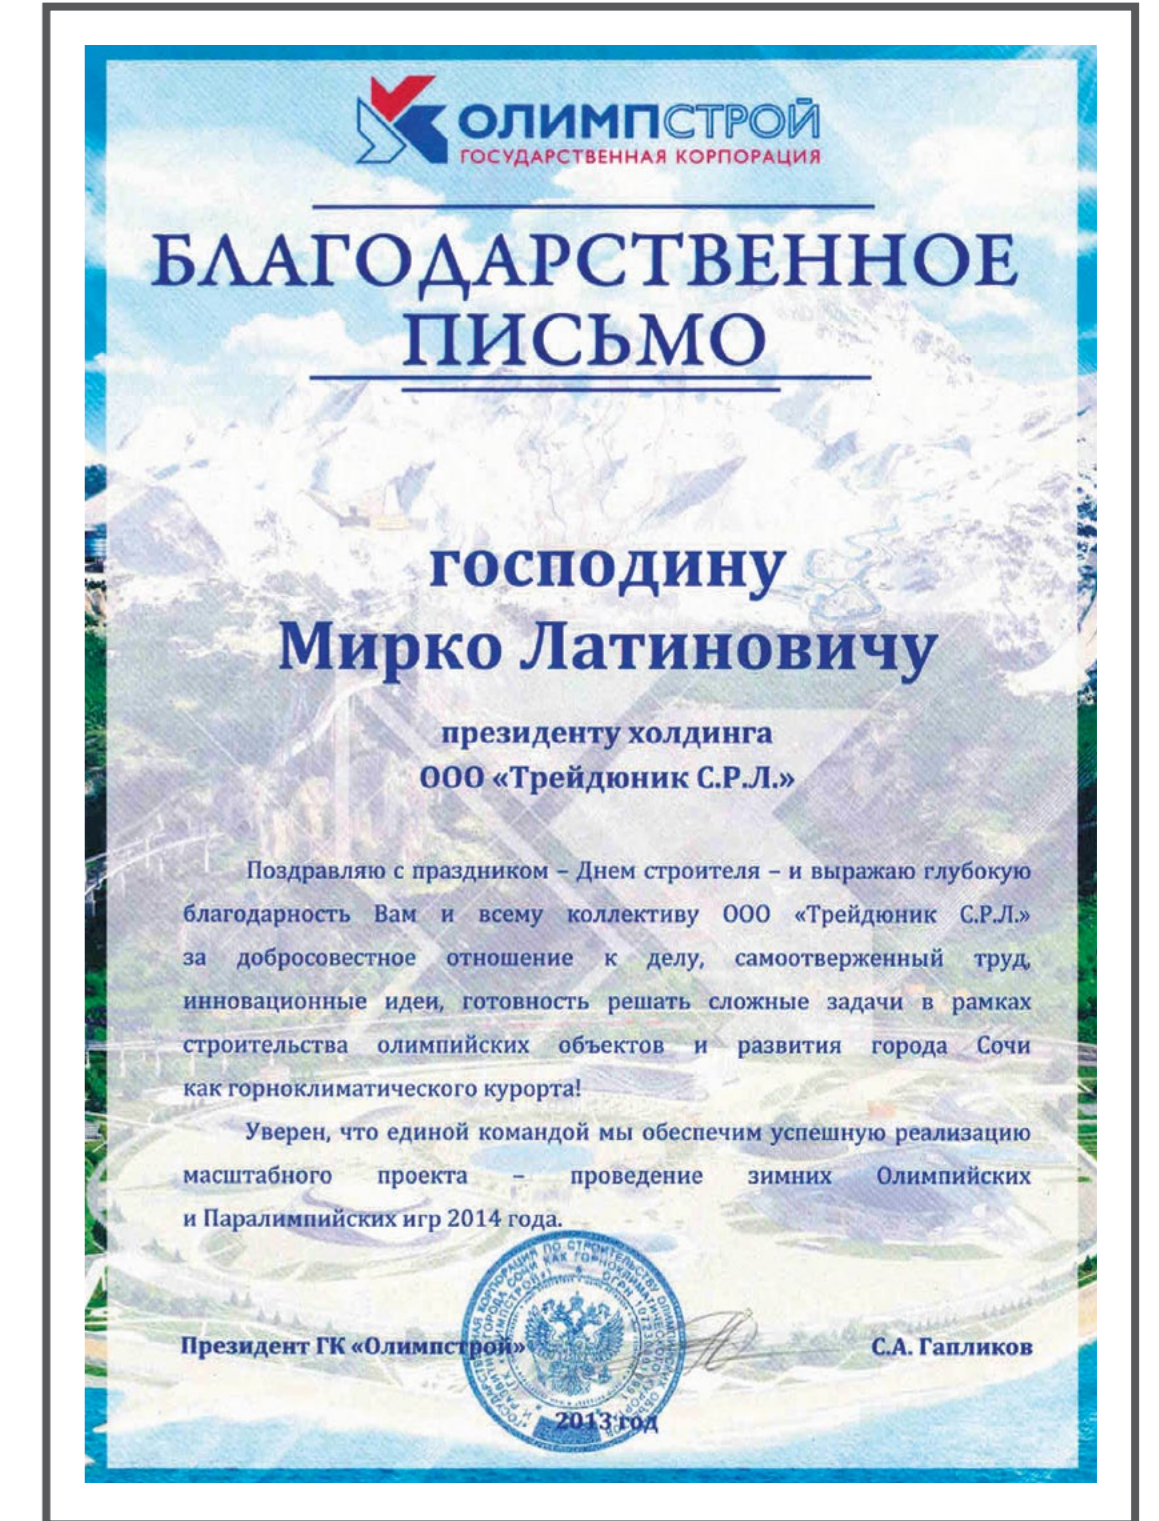 ОЛИМПСТРОЙ
ГОСУДАРСТВЕННАЯ КОРПОРАЦИЯ
БЛАГОДАРСТВЕННОЕ
ПИСЬМО
господину
Мирко Латиновичу
президенту холдинга
ООО «Трейдюник С.Р.Л.»
Поздравляю с праздником – Днем строителя – и выражаю глубокую
благодарность Вам и всему коллективу ООО «Трейдюник С.Р.Л.»
за добросовестное отношение к делу, самоотверженный труд,
инновационные идеи, готовность решать сложные задачи в рамках
строительства олимпийских объектов и развития города Сочи
как горноклиматического курорта!
Уверен, что единой командой мы обеспечим успешную реализацию
масштабного проекта – проведение зимних Олимпийских
и Паралимпийских игр 2014 года.
Президент ГК «Олимпстрой»
С.А. Гапликов
2013 год